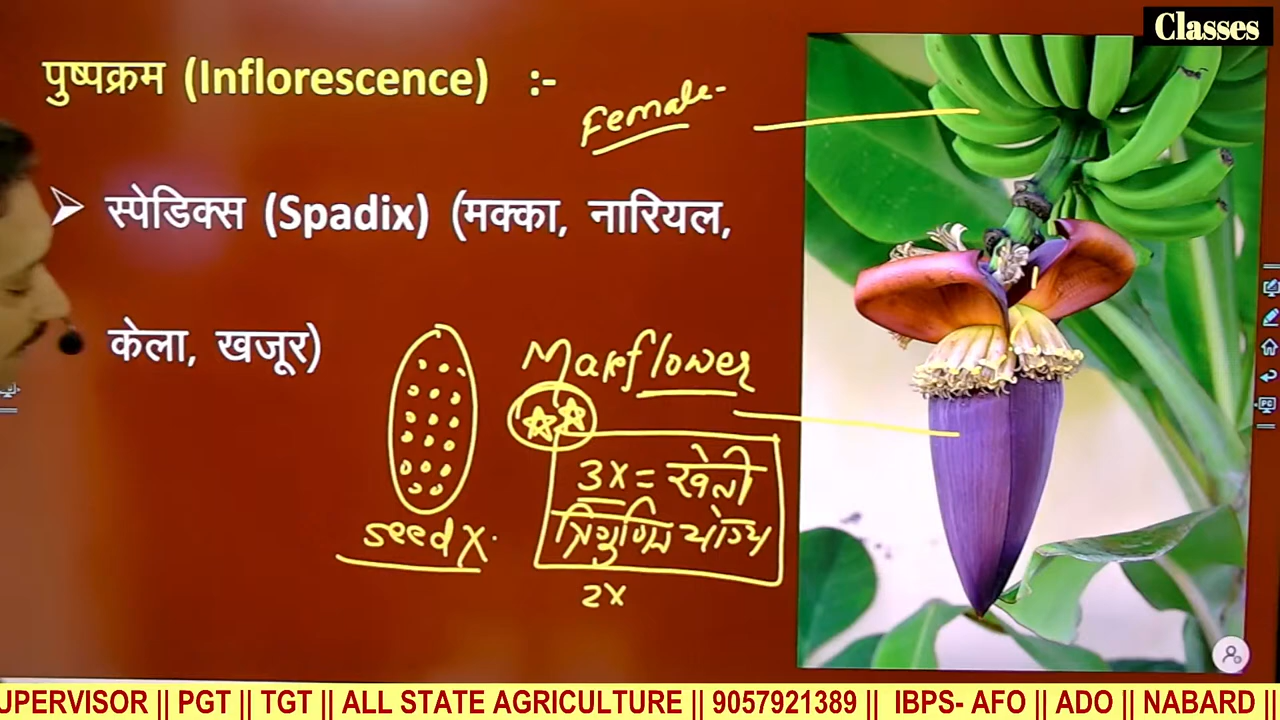 Classes
पुष्पक्रम (Inflorescence) :-
Female-
स्पेडिक्स (Spadix) (मक्का, नारियल,
केला, खजूर)
flower
3x = खेती
त्रिगुणित योग्य
seed X
2x
UPERVISOR || PGT || TGT || ALL STATE AGRICULTURE || 9057921389 || IBPS- AFO || ADO || NABARD ||